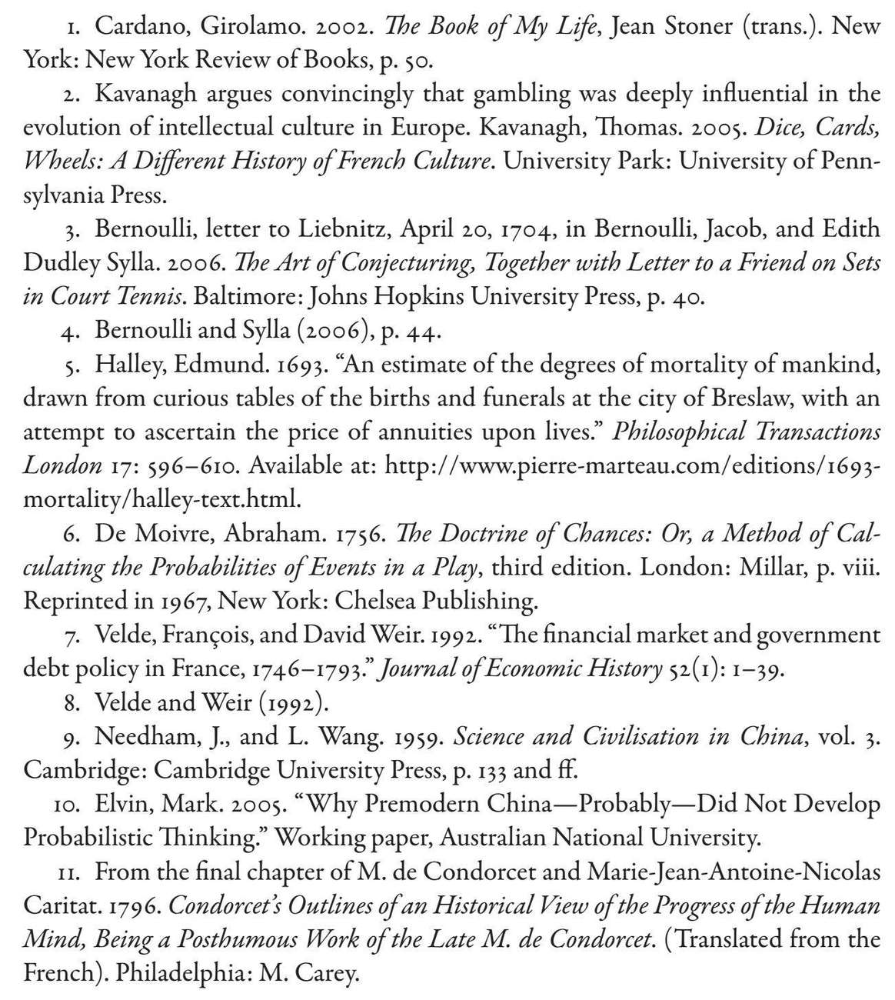 1. Cardano, Girolamo. 2002. The Book of My Life, Jean Stoner (trans.). New
York: New York Review of Books, p. 50.
2. Kavanagh argues convincingly that gambling was deeply influential in the
evolution of intellectual culture in Europe. Kavanagh, Thomas. 2005. Dice, Cards,
Wheels: A Different History of French Culture. University Park: University of Penn-
sylvania Press.
3. Bernoulli, letter to Liebnitz, April 20, 1704, in Bernoulli, Jacob, and Edith
Dudley Sylla. 2006. The Art of Conjecturing, Together with Letter to a Friend on Sets
in Court Tennis. Baltimore: Johns Hopkins University Press, p. 40.
4. Bernoulli and Sylla (2006), p. 44.
5. Halley, Edmund. 1693. “An estimate of the degrees of mortality of mankind,
drawn from curious tables of the births and funerals at the city of Breslaw, with an
attempt to ascertain the price of annuities upon lives.” Philosophical Transactions
London 17: 596–610. Available at: http://www.pierre-marteau.com/editions/1693-
mortality/halley-text.html.
6. De Moivre, Abraham. 1756. The Doctrine of Chances: Or, a Method of Cal-
culating the Probabilities of Events in a Play, third edition. London: Millar, p. viii.
Reprinted in 1967, New York: Chelsea Publishing.
7. Velde, François, and David Weir. 1992. “The financial market and government
debt policy in France, 1746–1793.” Journal of Economic History 52(1): 1–39.
8. Velde and Weir (1992).
9. Needham, J., and L. Wang. 1959. Science and Civilisation in China, vol. 3.
Cambridge: Cambridge University Press, p. 133 and ff.
10. Elvin, Mark. 2005. “Why Premodern China—Probably—Did Not Develop
Probabilistic Thinking.” Working paper, Australian National University.
11. From the final chapter of M. de Condorcet and Marie-Jean-Antoine-Nicolas
Caritat. 1796. Condorcet’s Outlines of an Historical View of the Progress of the Human
Mind, Being a Posthumous Work of the Late M. de Condorcet. (Translated from the
French). Philadelphia: M. Carey.